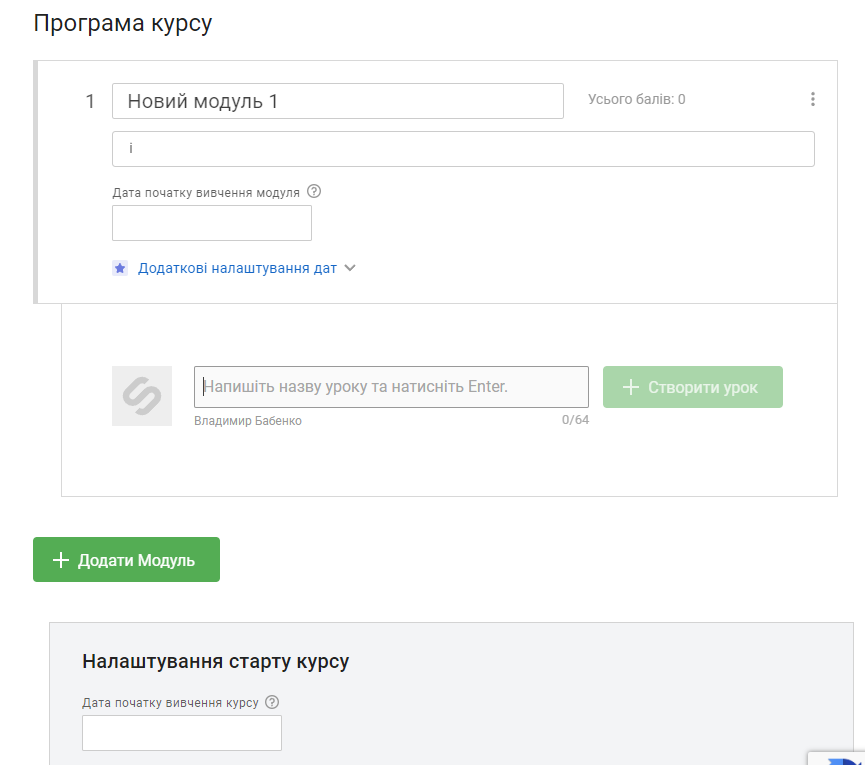 Програма курсу
1
Новий модуль 1
Усього балів: 0
і
Дата початку вивчення модуля
Додаткові налаштування дат
Напишіть назву уроку та натисніть Enter.
Створити урок
Владимир Бабенко
0/64
Додати Модуль
Налаштування старту курсу
Дата початку вивчення курсу